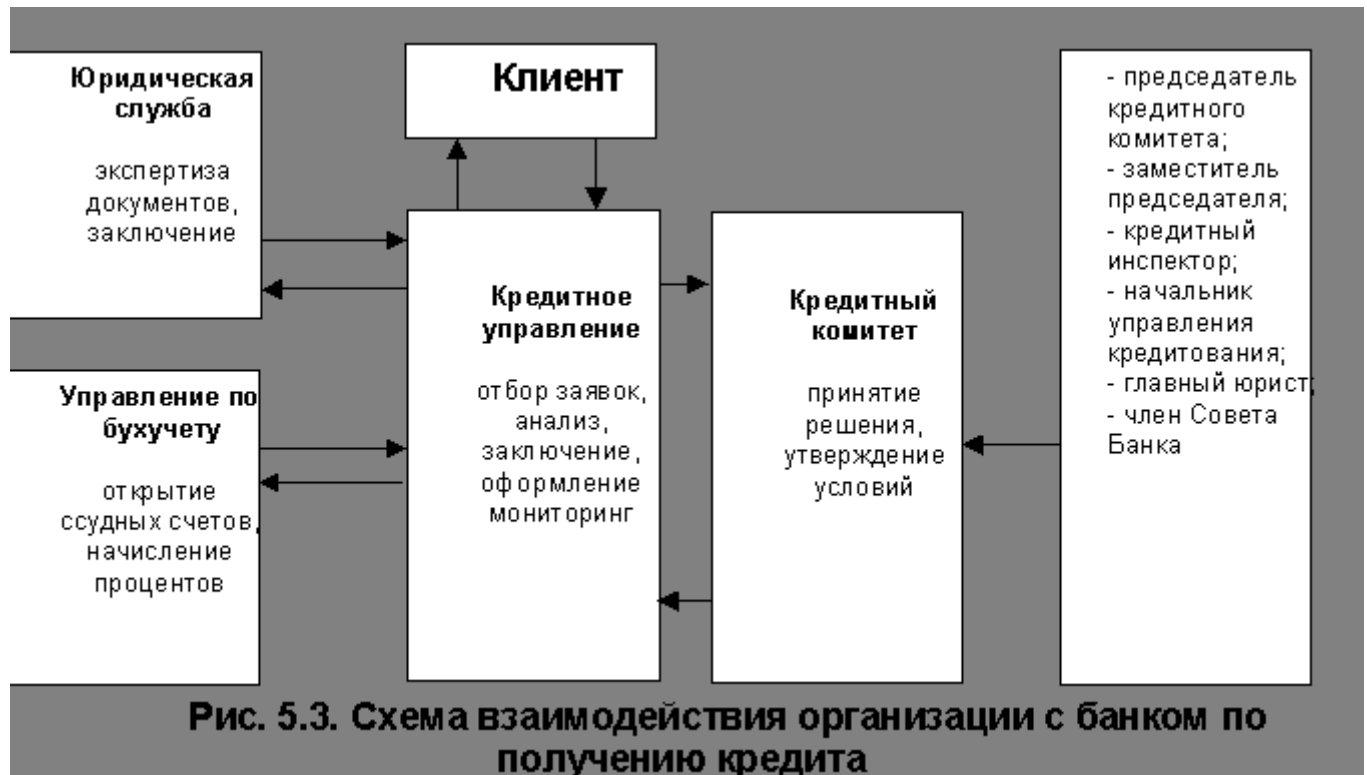 Юридическая
служба
экспертиза
документов,
заключение
Управление по
бухучету
открытие
ссудных счетов,
начисление
процентов
Клиент
Кредитное
управление
отбор заявок,
анализ,
заключение,
оформление
мониторинг
Кредитный
комитет
принятие
решения,
утверждение
условий
- председатель
кредитного
комитета;
- заместитель
председателя;
- кредитный
инспектор;
- начальник
управления
кредитования;
- главный юрист;
- член Совета
Банка
Рис. 5.3. Схема взаимодействия организации с банком по
получению кредита